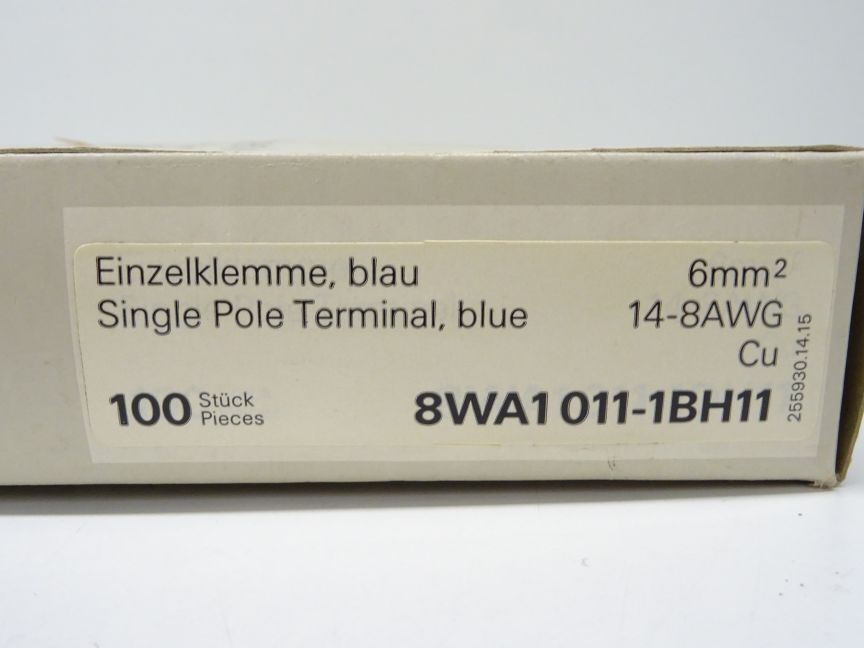 Einzelklemme, blau 6mm²
Single Pole Terminal, blue 14-8AWG
Cu
100 Stück
Pieces
8WA1 011-1BH11
255930.14.15